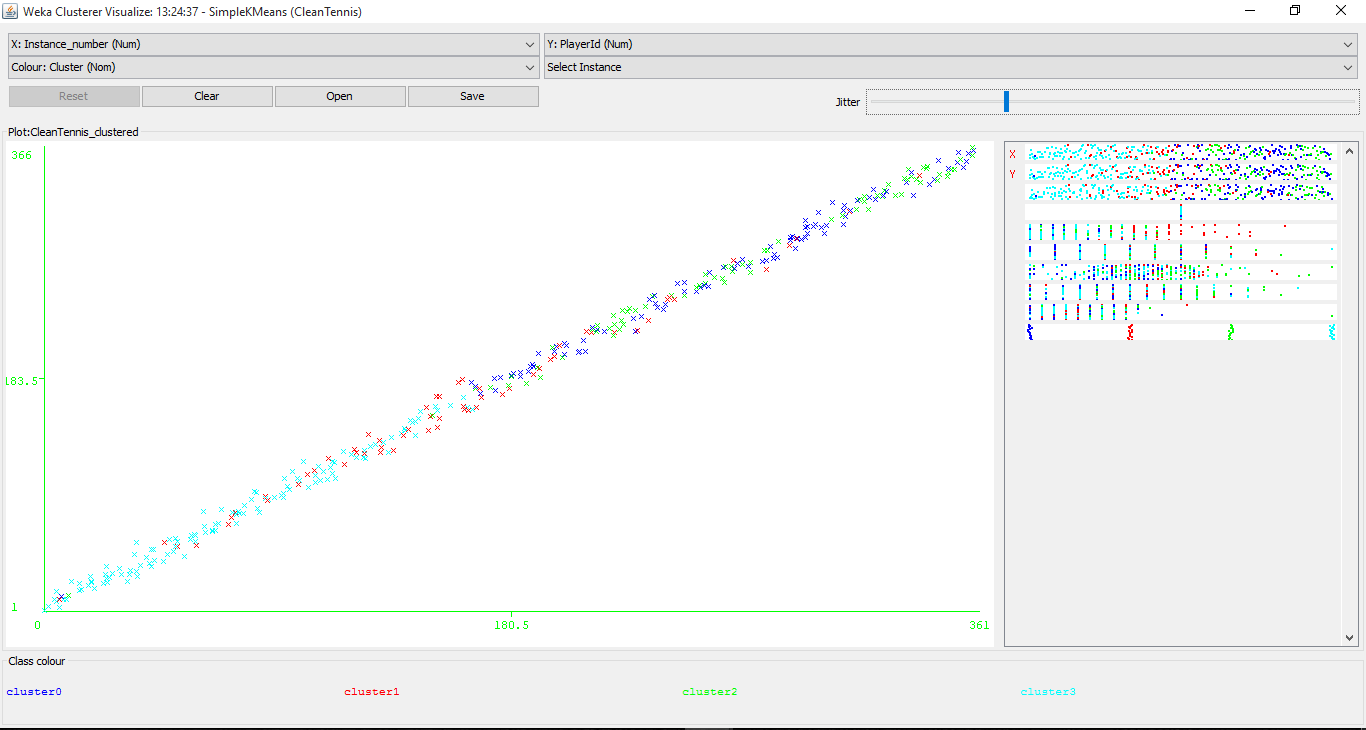 Weka Clusterer Visualize: 13:24:37 - SimpleKMeans (CleanTennis)
X: Instance_number (Num) Y: PlayerId (Num)
Colour: Cluster (Nom) Select Instance
Reset Clear Open Save Jitter
Plot:CleanTennis_clustered
366
183.5
1
0 180.5 361
X
Y
Class colour
cluster0 cluster1 cluster2 cluster3